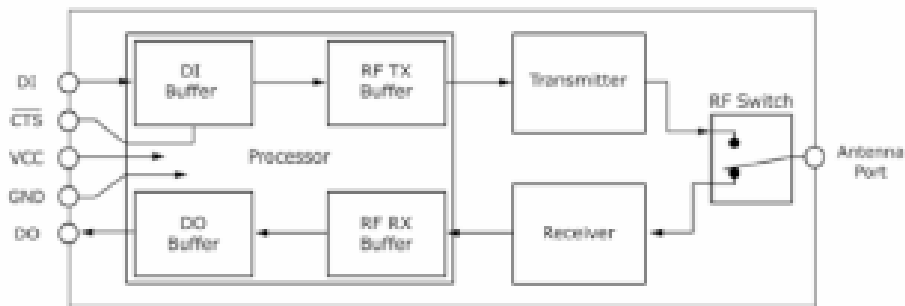 DI
CTS
VCC
GND
DO
DI
Buffer
RF TX
Buffer
Processor
DO
Buffer
RF RX
Buffer
Transmitter
Receiver
RF Switch
Antenna
Port